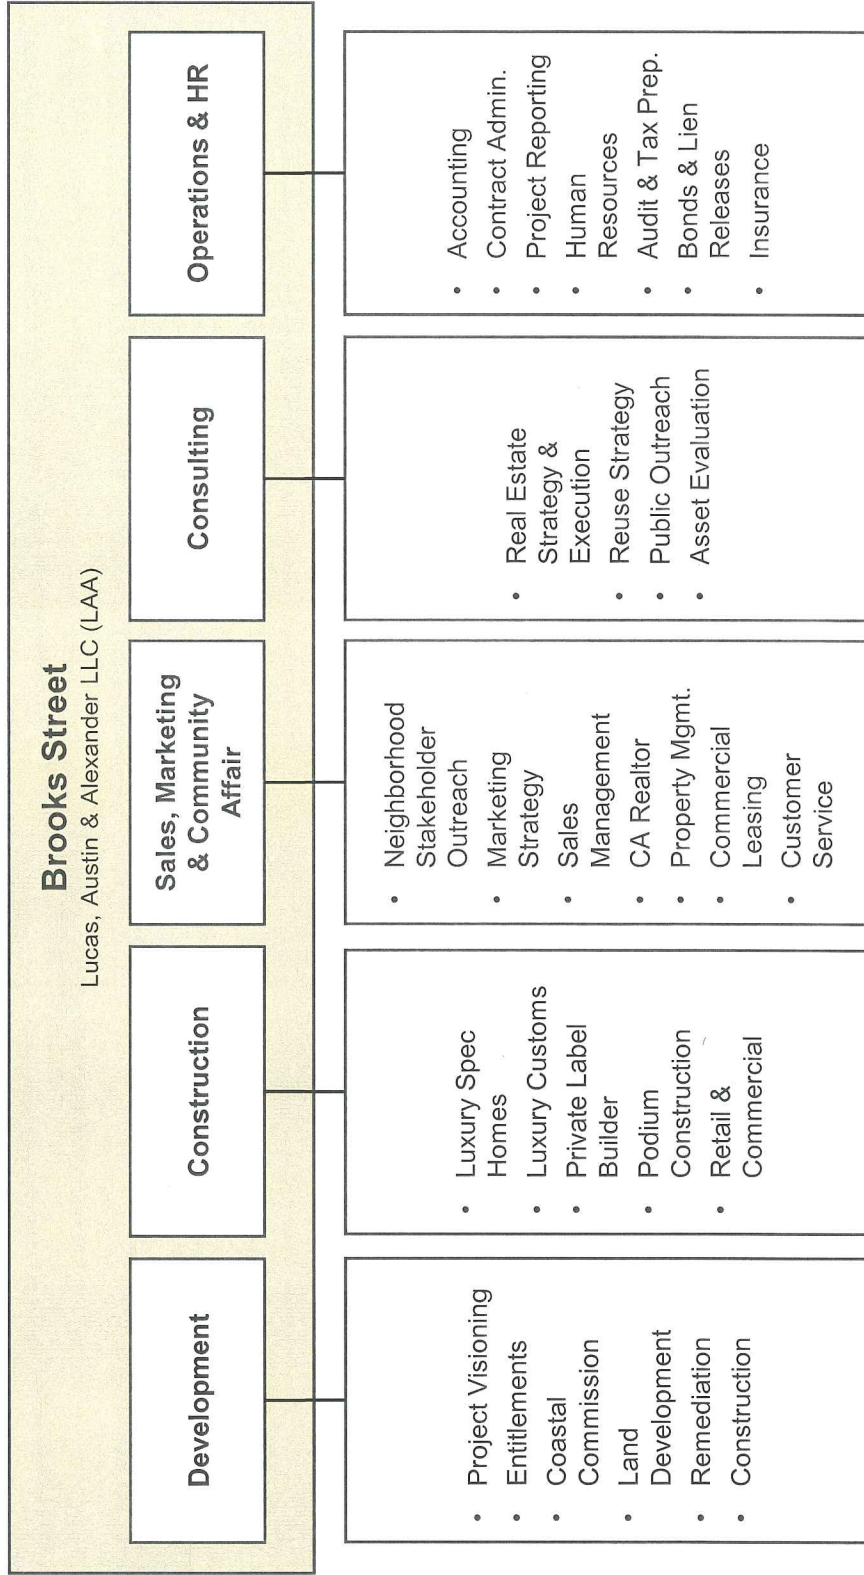 Brooks Street
Lucas, Austin & Alexander LLC (LAA)
Development
• Project Visioning
• Entitlements
• Coastal
Commission
• Land
Development
• Remediation
• Construction
Construction
• Luxury Spec
Homes
• Luxury Customs
• Private Label
Builder
• Podium
Construction
• Retail &
Commercial
Sales, Marketing
& Community
Affair
• Neighborhood
Stakeholder
Outreach
• Marketing
Strategy
• Sales
Management
• CA Realtor
• Property Mgmt.
• Commercial
Leasing
• Customer
Service
Consulting
• Real Estate
Strategy &
Execution
• Reuse Strategy
• Public Outreach
• Asset Evaluation
Operations & HR
• Accounting
• Contract Admin.
• Project Reporting
• Human
Resources
• Audit & Tax Prep.
• Bonds & Lien
Releases
• Insurance